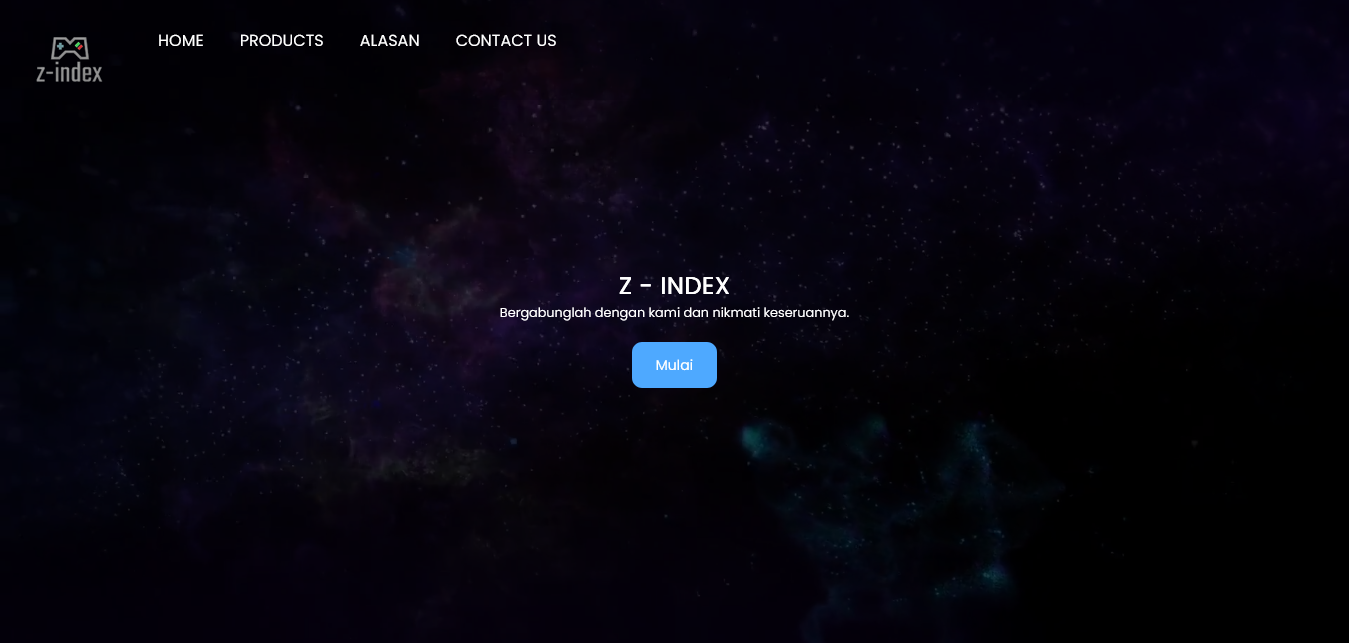 HOME PRODUCTS ALASAN CONTACT US
z-index
Z - INDEX
Bergabunglah dengan kami dan nikmati keseruannya.
Mulai